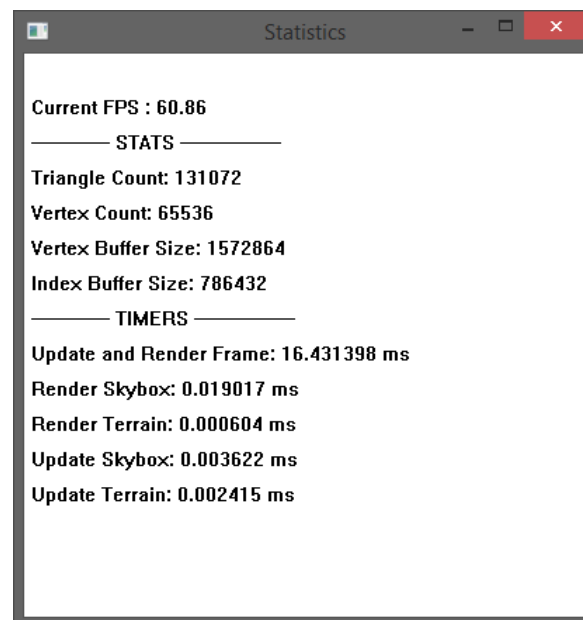 Statistics
Current FPS : 60.86
———— STATS —————
Triangle Count: 131072
Vertex Count: 65536
Vertex Buffer Size: 1572864
Index Buffer Size: 786432
———— TIMERS —————
Update and Render Frame: 16.431398 ms
Render Skybox: 0.019017 ms
Render Terrain: 0.000604 ms
Update Skybox: 0.003622 ms
Update Terrain: 0.002415 ms